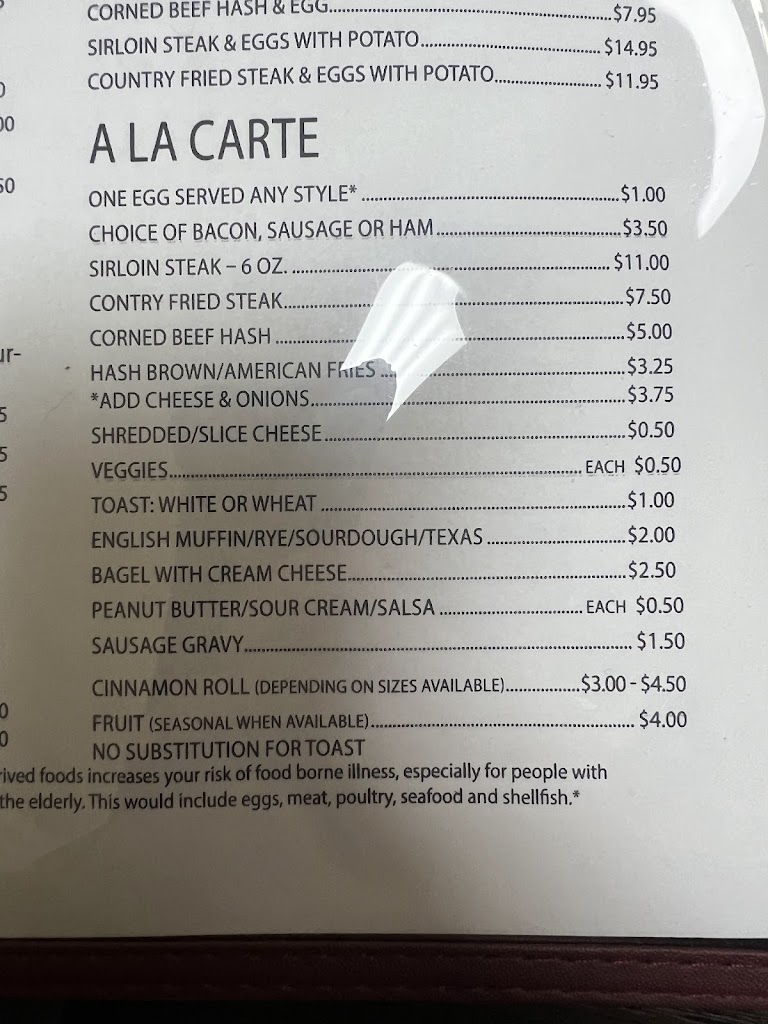 CORNED BEEF HASH & EGG..........$7.95
SIRLOIN STEAK & EGGS WITH POTATO.......... $14.95
COUNTRY FRIED STEAK & EGGS WITH POTATO.......... $11.95
A LA CARTE
ONE EGG SERVED ANY STYLE* ..........$1.00
CHOICE OF BACON, SAUSAGE OR HAM..........$3.50
SIRLOIN STEAK – 6 OZ. .......... $11.00
CONTRY FRIED STEAK..........$7.50
CORNED BEEF HASH ..........$5.00
HASH BROWN/AMERICAN FRIES ..........$3.25
*ADD CHEESE & ONIONS..........$3.75
SHREDDED/SLICE CHEESE..........$0.50
VEGGIES.......... EACH $0.50
TOAST: WHITE OR WHEAT ..........$1.00
ENGLISH MUFFIN/RYE/SOURDOUGH/TEXAS ..........$2.00
BAGEL WITH CREAM CHEESE..........$2.50
PEANUT BUTTER/SOUR CREAM/SALSA .......... EACH $0.50
SAUSAGE GRAVY.......... $1.50
CINNAMON ROLL (DEPENDING ON SIZES AVAILABLE)..........$3.00 - $4.50
FRUIT (SEASONAL WHEN AVAILABLE).......... $4.00
NO SUBSTITUTION FOR TOAST
rived foods increases your risk of food borne illness, especially for people with
the elderly. This would include eggs, meat, poultry, seafood and shellfish.*